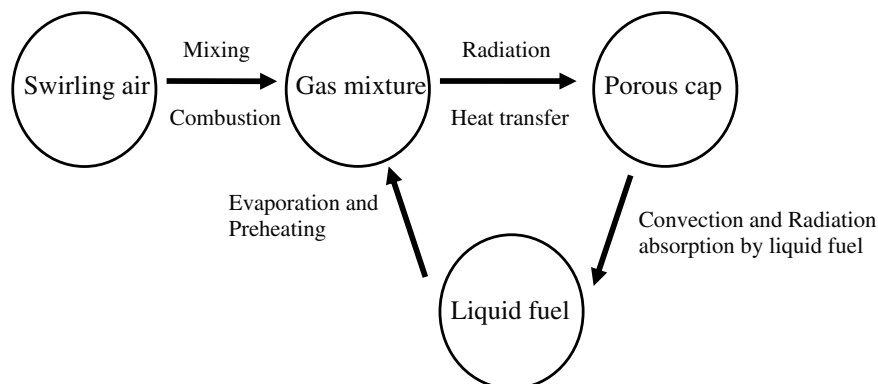 Mixing
Radiation
Swirling air
Gas mixture
Porous cap
Combustion
Heat transfer
Evaporation and
Preheating
Convection and Radiation
absorption by liquid fuel
Liquid fuel